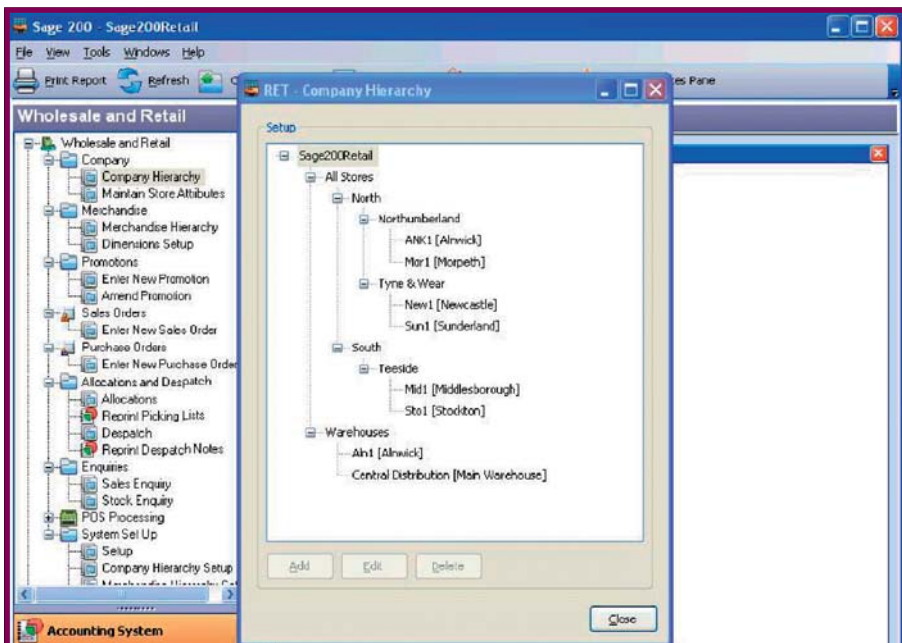 Sage 200 - Sage200Retail
File View Tools Windows Help
Print Report Refresh
es Pane
Wholesale and Retail
Wholesale and Retail
Company
Company Hierarchy
Maintain Store Attibutes
Merchandise
Merchandise Hierarchy
Dimensions Setup
Promotions
Enter New Promotion
Amend Promotion
Sales Orders
Enter New Sales Order
Purchase Orders
Enter New Purchase Order
Allocations and Despatch
Allocations
Reprint Picking Lists
Despatch
Reprint Despatch Notes
Enquiries
Sales Enquiry
Stock Enquiry
POS Processing
System Set Up
Setup
Company Hierarchy Setup
Accounting System
RET - Company Hierarchy
Setup
Sage200Retail
All Stores
North
Northumberland
ANK1 [Alnwick]
Mor1 [Morpeth]
Tyne & Wear
New1 [Newcastle]
Sun1 [Sunderland]
South
Teeside
Mid1 [Middlesborough]
Sto1 [Stockton]
Warehouses
Aln1 [Alnwick]
Central Distribution [Main Warehouse]
Add Edit Delete
Close